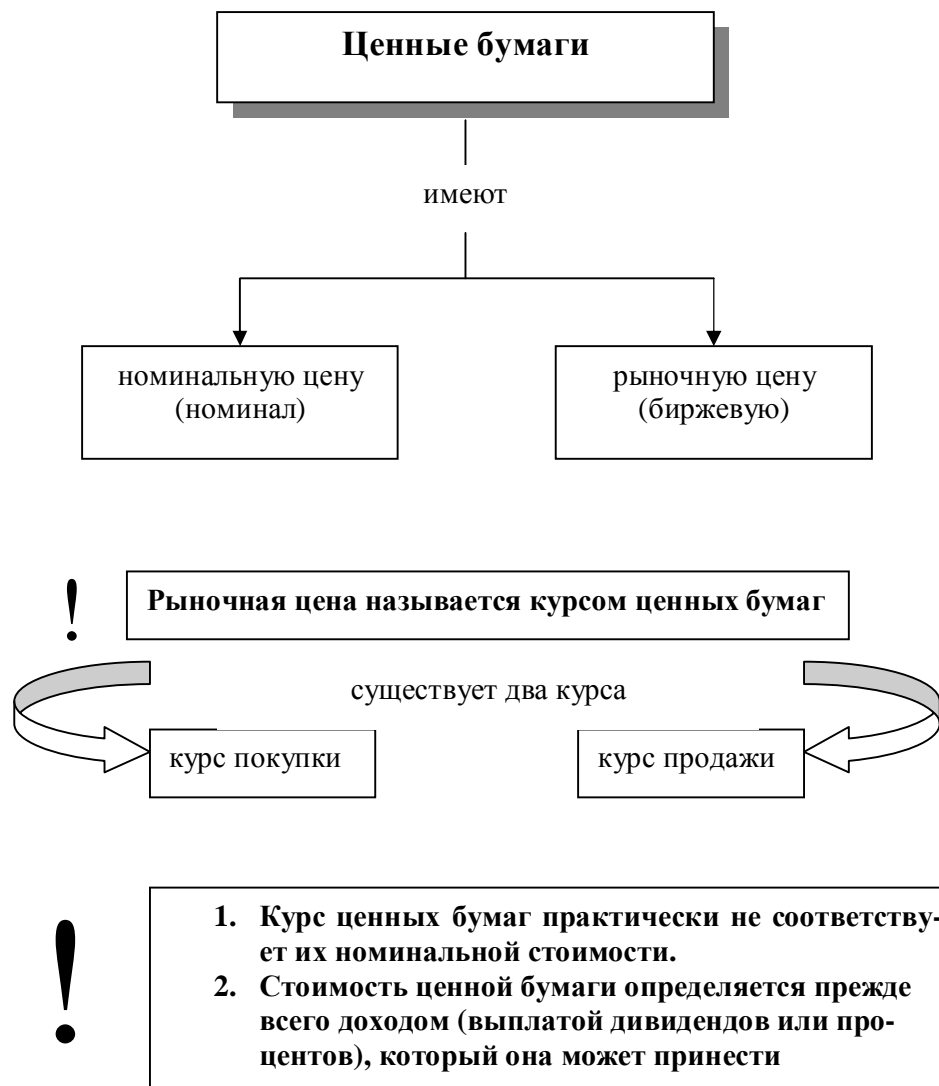 Ценные бумаги
имеют
номинальную цену
(номинал)
рыночную цену
(биржевую)
!
Рыночная цена называется курсом ценных бумаг
существует два курса
курс покупки
курс продажи
!
1. Курс ценных бумаг практически не соответству-
ет их номинальной стоимости.
2. Стоимость ценной бумаги определяется прежде
всего доходом (выплатой дивидендов или про-
центов), который она может принести